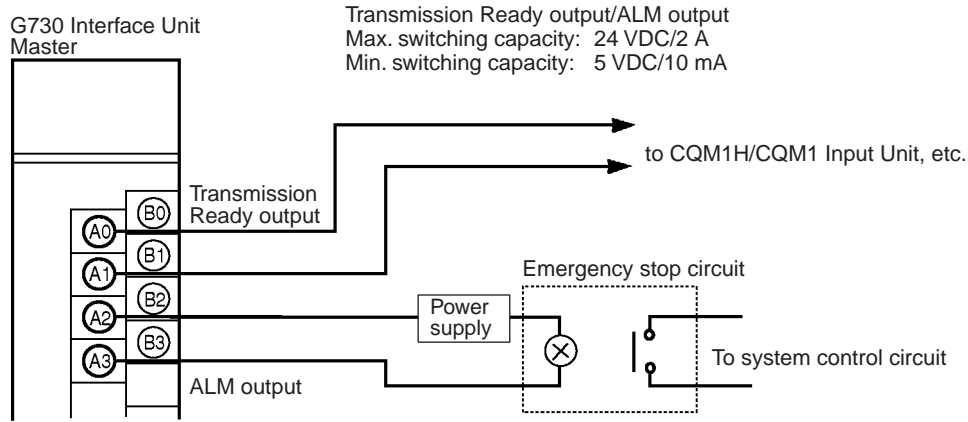 G730 Interface Unit
Master
Transmission Ready output/ALM output
Max. switching capacity: 24 VDC/2 A
Min. switching capacity: 5 VDC/10 mA
to CQM1H/CQM1 Input Unit, etc.
Transmission
Ready output
B0
A0
B1
A1
B2
A2
B3
A3
ALM output
Power
supply
Emergency stop circuit
To system control circuit